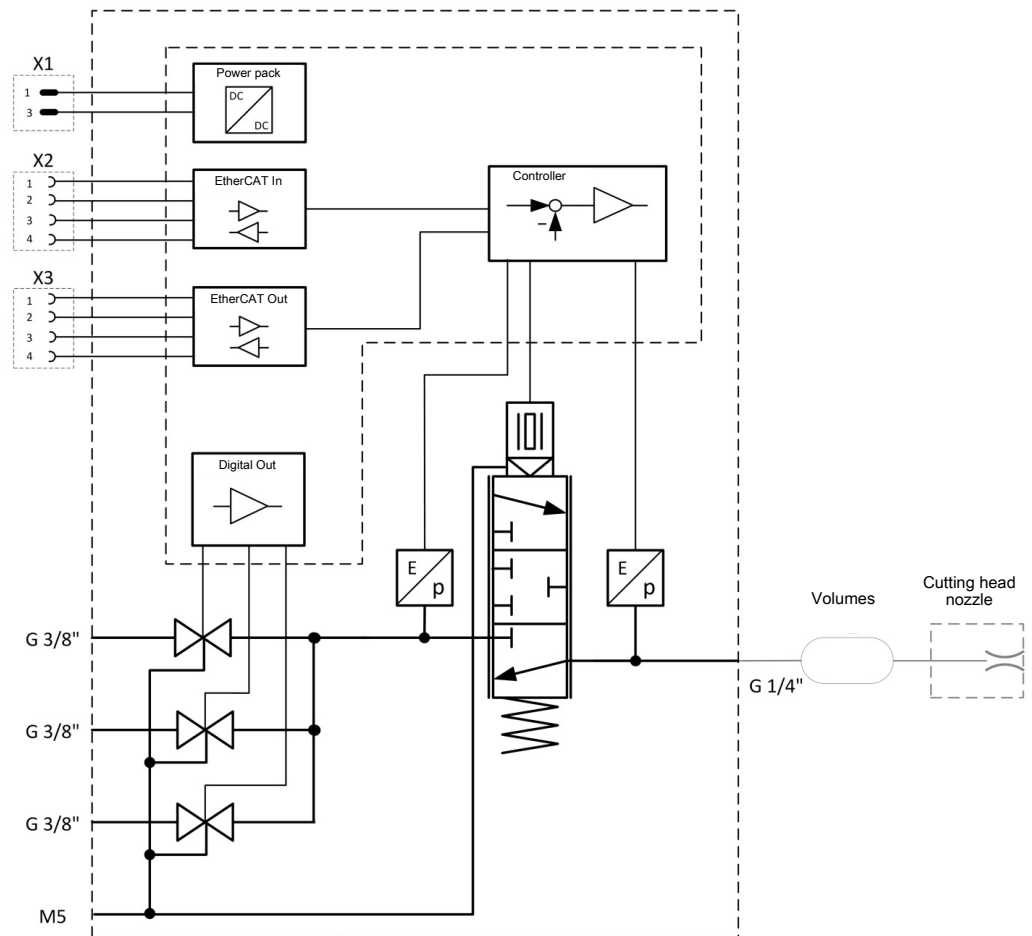 X1
1
3
Power pack
DC
DC
X2
1
2
3
4
EtherCAT In
Controller
X3
1
2
3
4
EtherCAT Out
Digital Out
E
p
E
p
Volumes
Cutting head
nozzle
G 3/8"
G 1/4"
G 3/8"
G 3/8"
M5